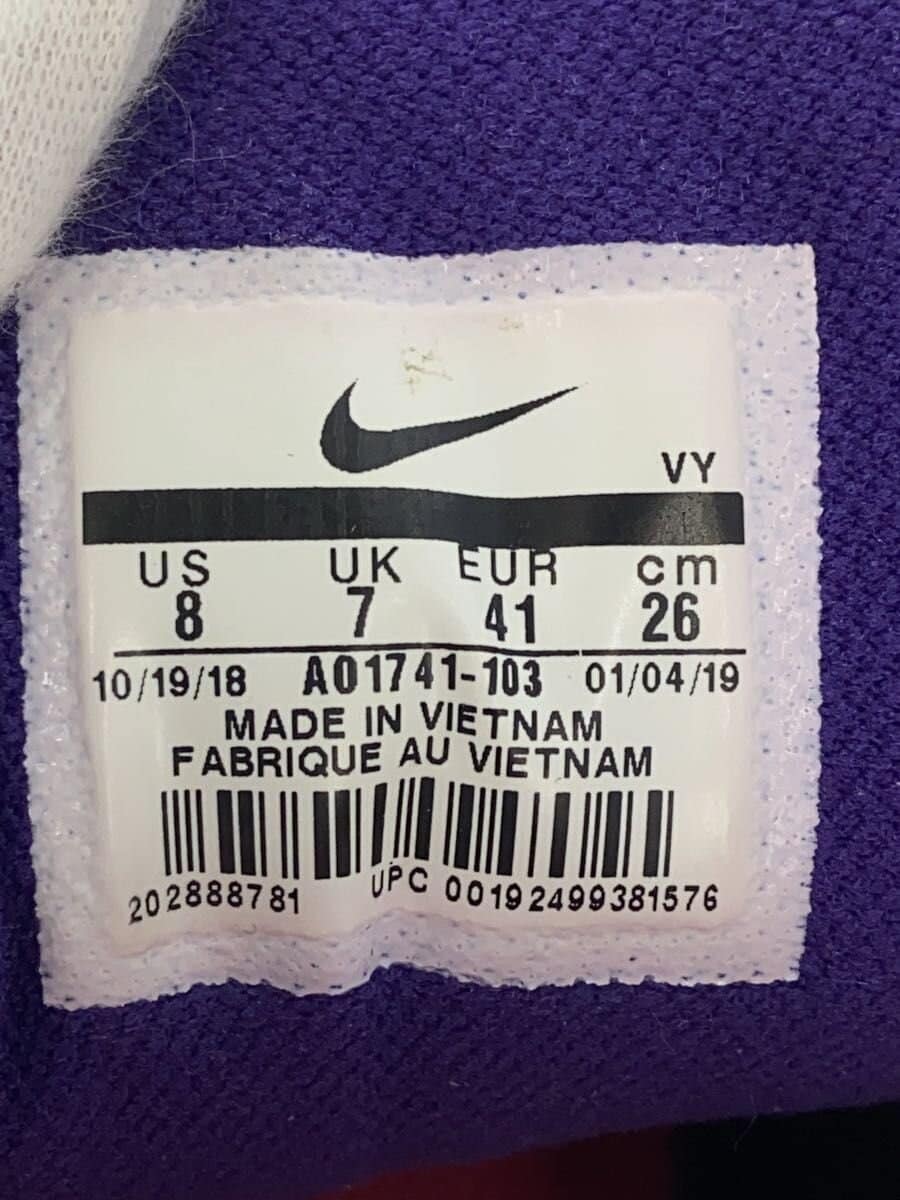 VY
US UK EUR cm
8 7 41 26
10/19/18 AO1741-103 01/04/19
MADE IN VIETNAM
FABRIQUE AU VIETNAM
202888781 UPC 00192499381576